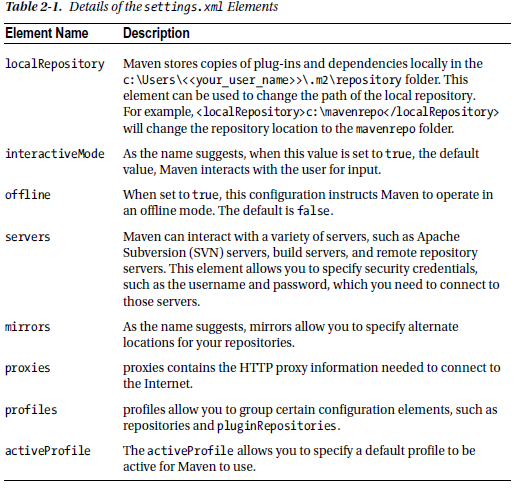 Table 2-1. Details of the settings.xml Elements
Element Name Description
localRepository Maven stores copies of plug-ins and dependencies locally in the
c:\Users\<<your_user_name>>\.m2\repository folder. This
element can be used to change the path of the local repository.
For example, <localRepository>c:\mavenrepo</localRepository>
will change the repository location to the mavenrepo folder.
interactiveMode As the name suggests, when this value is set to true, the default
value, Maven interacts with the user for input.
offline When set to true, this configuration instructs Maven to operate in
an offline mode. The default is false.
servers Maven can interact with a variety of servers, such as Apache
Subversion (SVN) servers, build servers, and remote repository
servers. This element allows you to specify security credentials,
such as the username and password, which you need to connect to
those servers.
mirrors As the name suggests, mirrors allow you to specify alternate
locations for your repositories.
proxies proxies contains the HTTP proxy information needed to connect to
the Internet.
profiles profiles allow you to group certain configuration elements, such as
repositories and pluginRepositories.
activeProfile The activeProfile allows you to specify a default profile to be
active for Maven to use.